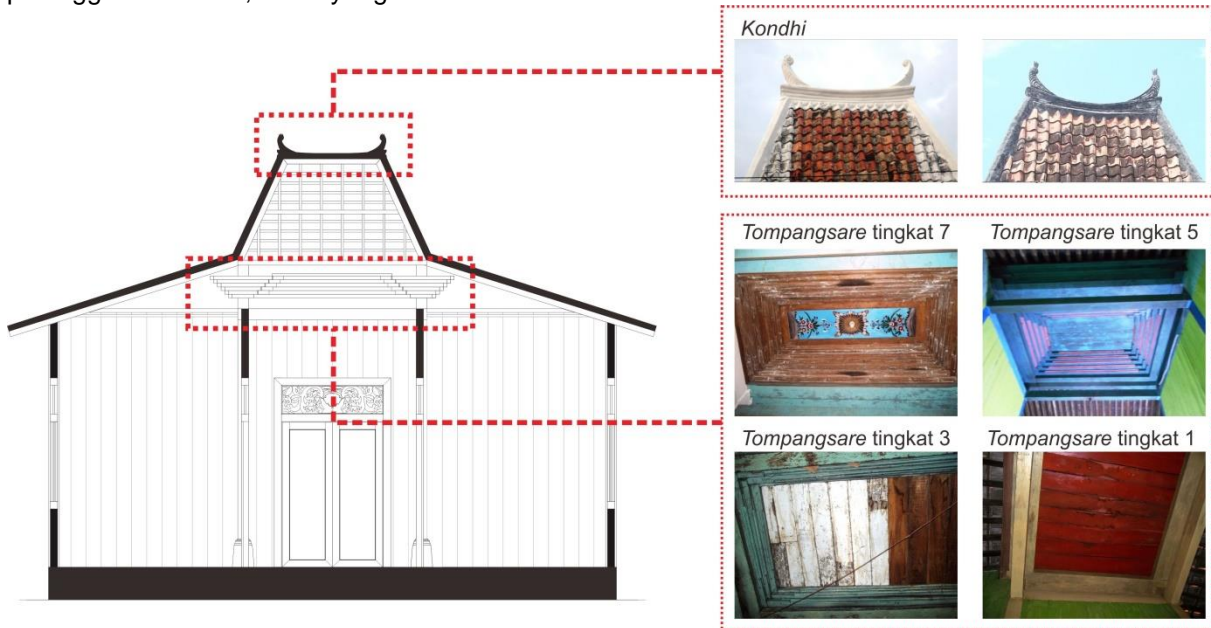 Kondhi
Tompangsare tingkat 7
Tompangsare tingkat 5
Tompangsare tingkat 3
Tompangsare tingkat 1